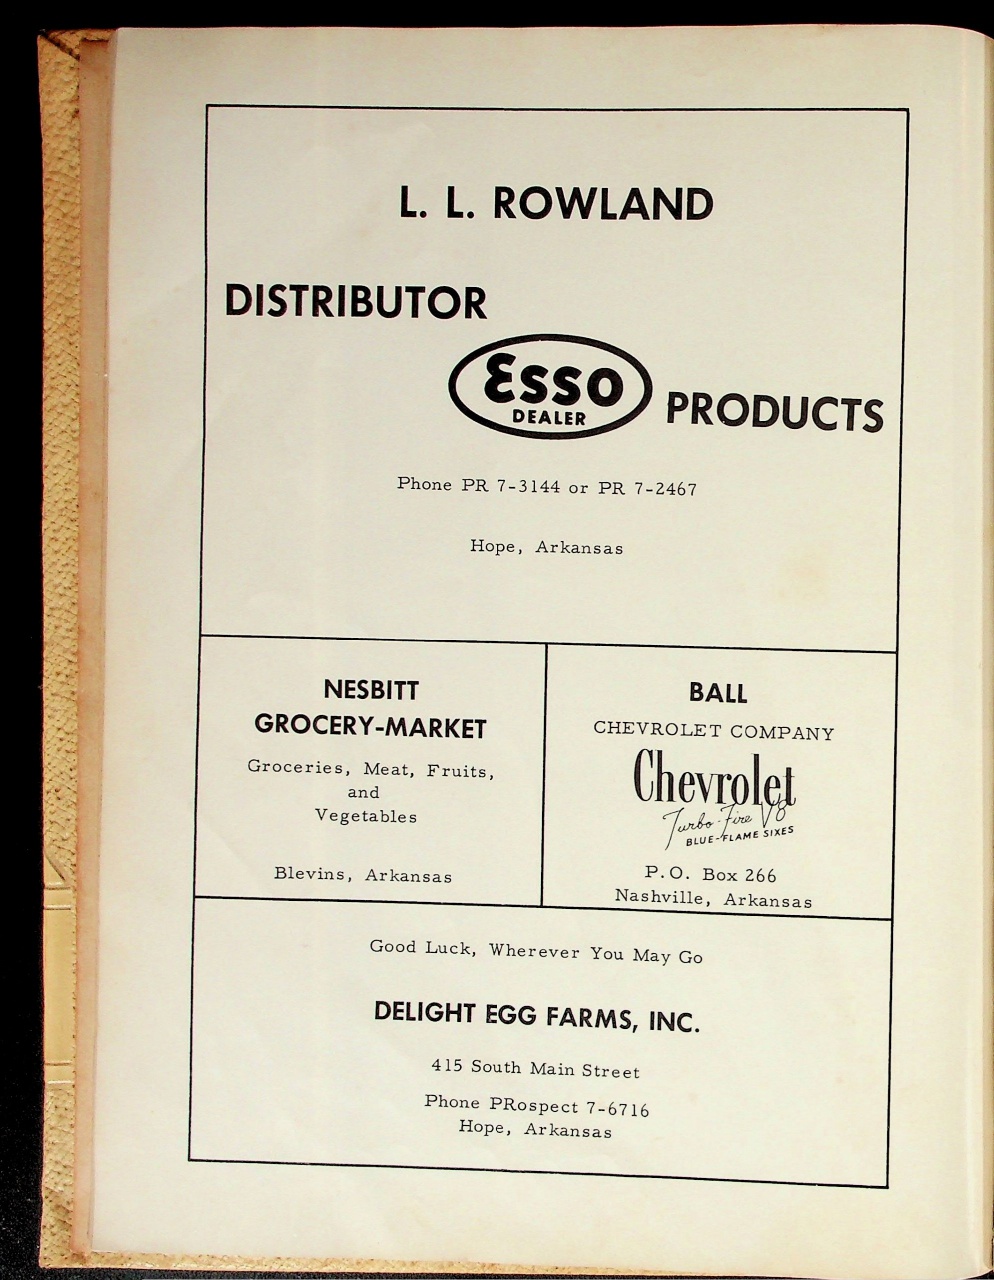 L. L. ROWLAND
DISTRIBUTOR
Esso
DEALER
PRODUCTS
Phone PR 7-3144 or PR 7-2467
Hope, Arkansas
NESBITT
GROCERY-MARKET
Groceries, Meat, Fruits,
and
Vegetables
Blevins, Arkansas
BALL
CHEVROLET COMPANY
Chevrolet
Turbo-Fire V8
BLUE-FLAME SIXES
P.O. Box 266
Nashville, Arkansas
Good Luck, Wherever You May Go
DELIGHT EGG FARMS, INC.
415 South Main Street
Phone PRospect 7-6716
Hope, Arkansas